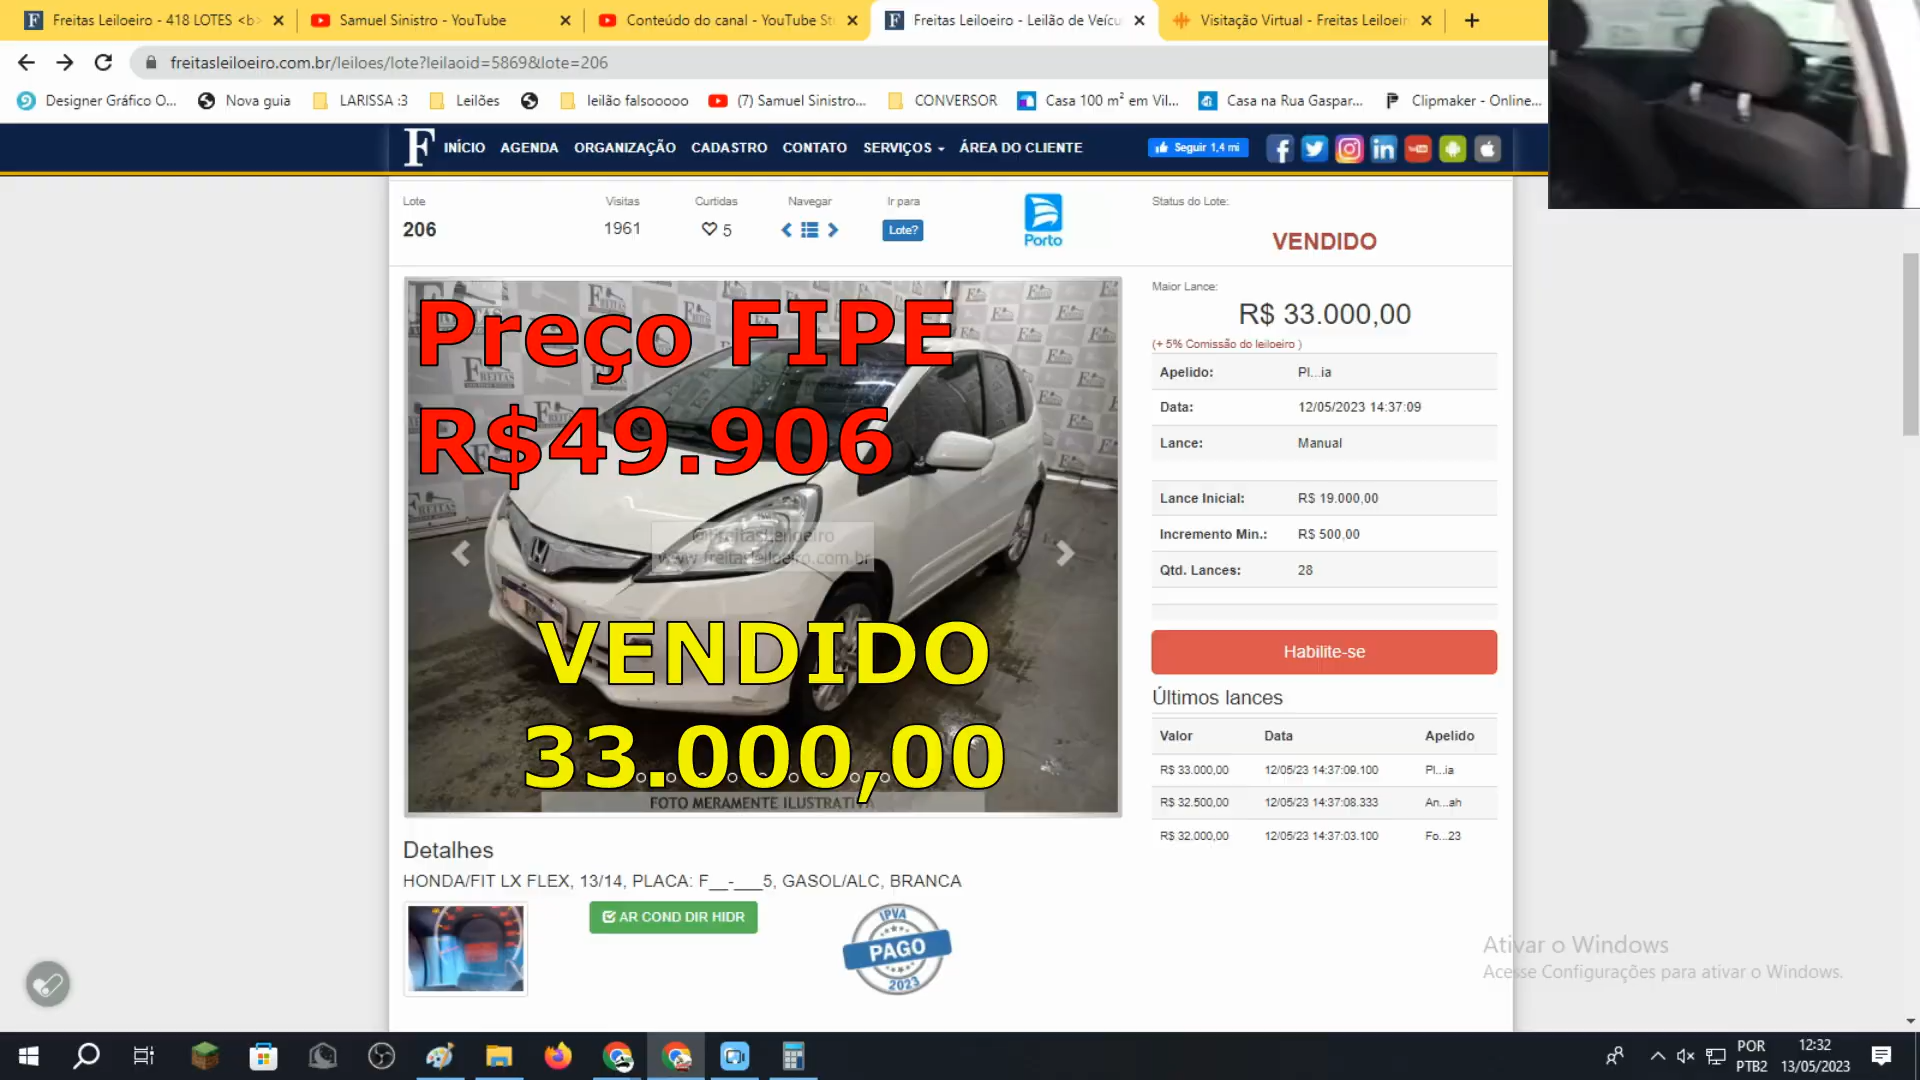 Freitas Leiloeiro - 418 LOTES <b>
Samuel Sinistro - YouTube
Conteúdo do canal - YouTube St
Freitas Leiloeiro - Leilão de Veícu
Visitação Virtual - Freitas Leiloeir
freitasleiloeiro.com.br/leiloes/lote?leilaoid=5869&lote=206
Designer Gráfico O...
Nova guia
LARISSA :3
Leilões
leilão falsooooo
(7) Samuel Sinistro...
CONVERSOR
Casa 100 m² em Vil...
Casa na Rua Gaspar...
Clipmaker - Online...
F INÍCIO AGENDA ORGANIZAÇÃO CADASTRO CONTATO SERVIÇOS ÁREA DO CLIENTE
Seguir 1,4 mi
Lote
206
Visitas
1961
Curtidas
5
Navegar
Ir para
Lote?
Porto
Status do Lote:
VENDIDO
Preço FIPE
R$49.906
@FreitasLeiloeiro
www.freitasleiloeiro.com.br
VENDIDO
33.000,00
FOTO MERAMENTE ILUSTRATIVA
Maior Lance:
R$ 33.000,00
(+ 5% Comissão do leiloeiro )
Apelido: Pl...ia
Data: 12/05/2023 14:37:09
Lance: Manual
Lance Inicial: R$ 19.000,00
Incremento Min.: R$ 500,00
Qtd. Lances: 28
Habilite-se
Últimos lances
Valor Data Apelido
R$ 33.000,00 12/05/23 14:37:09.100 Pl...ia
R$ 32.500,00 12/05/23 14:37:08.333 An...ah
R$ 32.000,00 12/05/23 14:37:03.100 Fo...23
Detalhes
HONDA/FIT LX FLEX, 13/14, PLACA: F__-___5, GASOL/ALC, BRANCA
AR COND DIR HIDR
IPVA
PAGO
2023
Ativar o Windows
Acesse Configurações para ativar o Windows.
POR
PTB2
12:32
13/05/2023